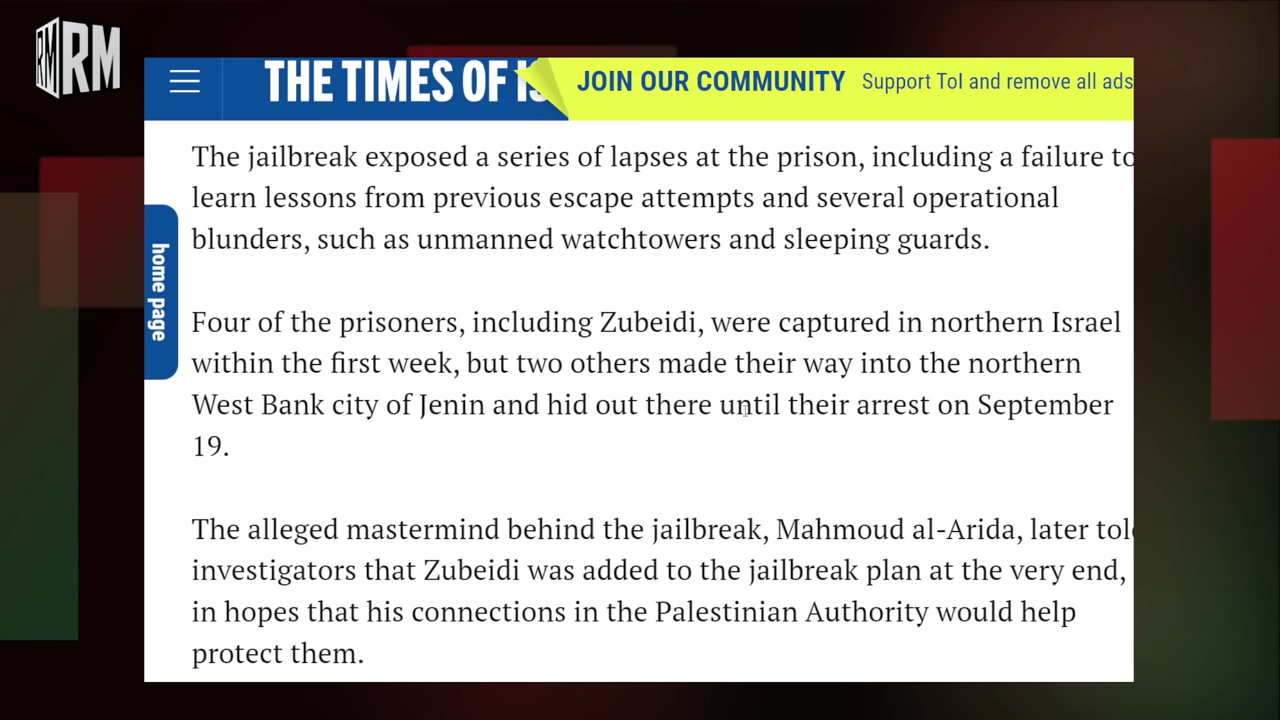 RM RM
THE TIMES OF IS
JOIN OUR COMMUNITY Support ToI and remove all ads
home page
The jailbreak exposed a series of lapses at the prison, including a failure to
learn lessons from previous escape attempts and several operational
blunders, such as unmanned watchtowers and sleeping guards.
Four of the prisoners, including Zubeidi, were captured in northern Israel
within the first week, but two others made their way into the northern
West Bank city of Jenin and hid out there until their arrest on September
19.
The alleged mastermind behind the jailbreak, Mahmoud al-Arida, later tol
investigators that Zubeidi was added to the jailbreak plan at the very end,
in hopes that his connections in the Palestinian Authority would help
protect them.